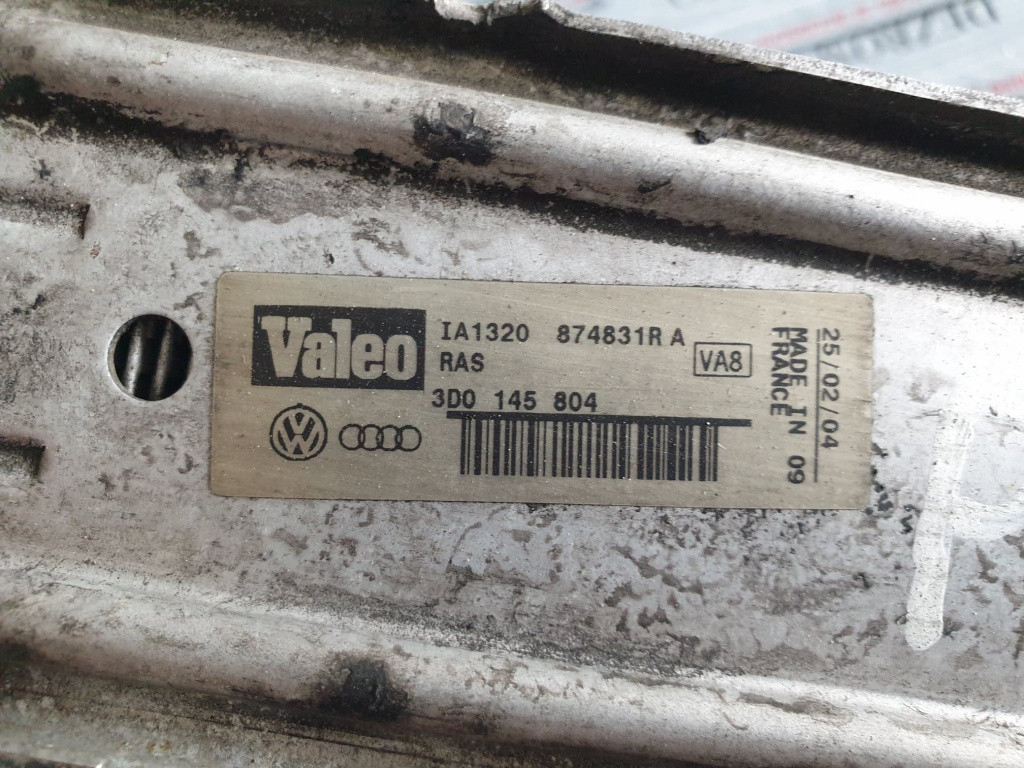 Valeo
IA1320 874831R A
RAS
VA8
3D0 145 804
25/02/04
MADE IN 09
FRANCE